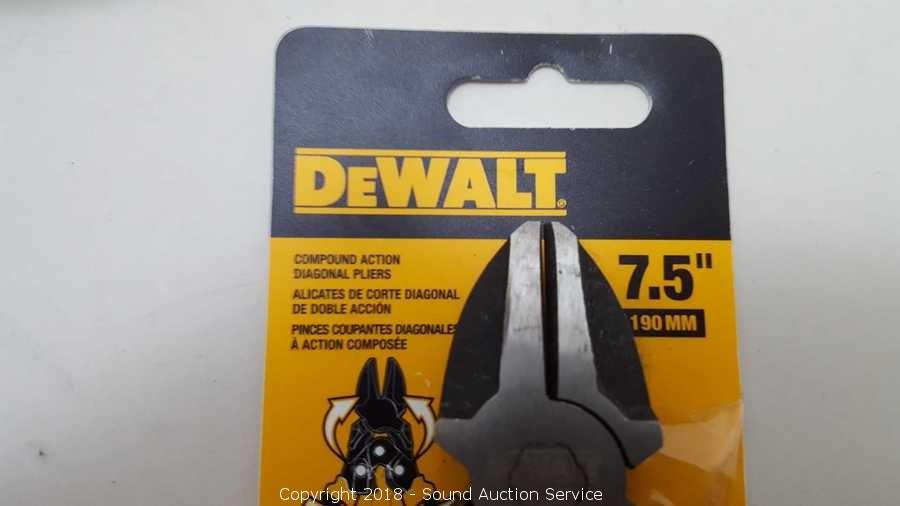 DEWALT®
COMPOUND ACTION
DIAGONAL PLIERS
ALICATES DE CORTE DIAGONAL
DE DOBLE ACCIÓN
PINCES COUPANTES DIAGONALES
À ACTION COMPOSÉE
7.5"
190 MM
DEWALT
Copyright 2018 - Sound Auction Service